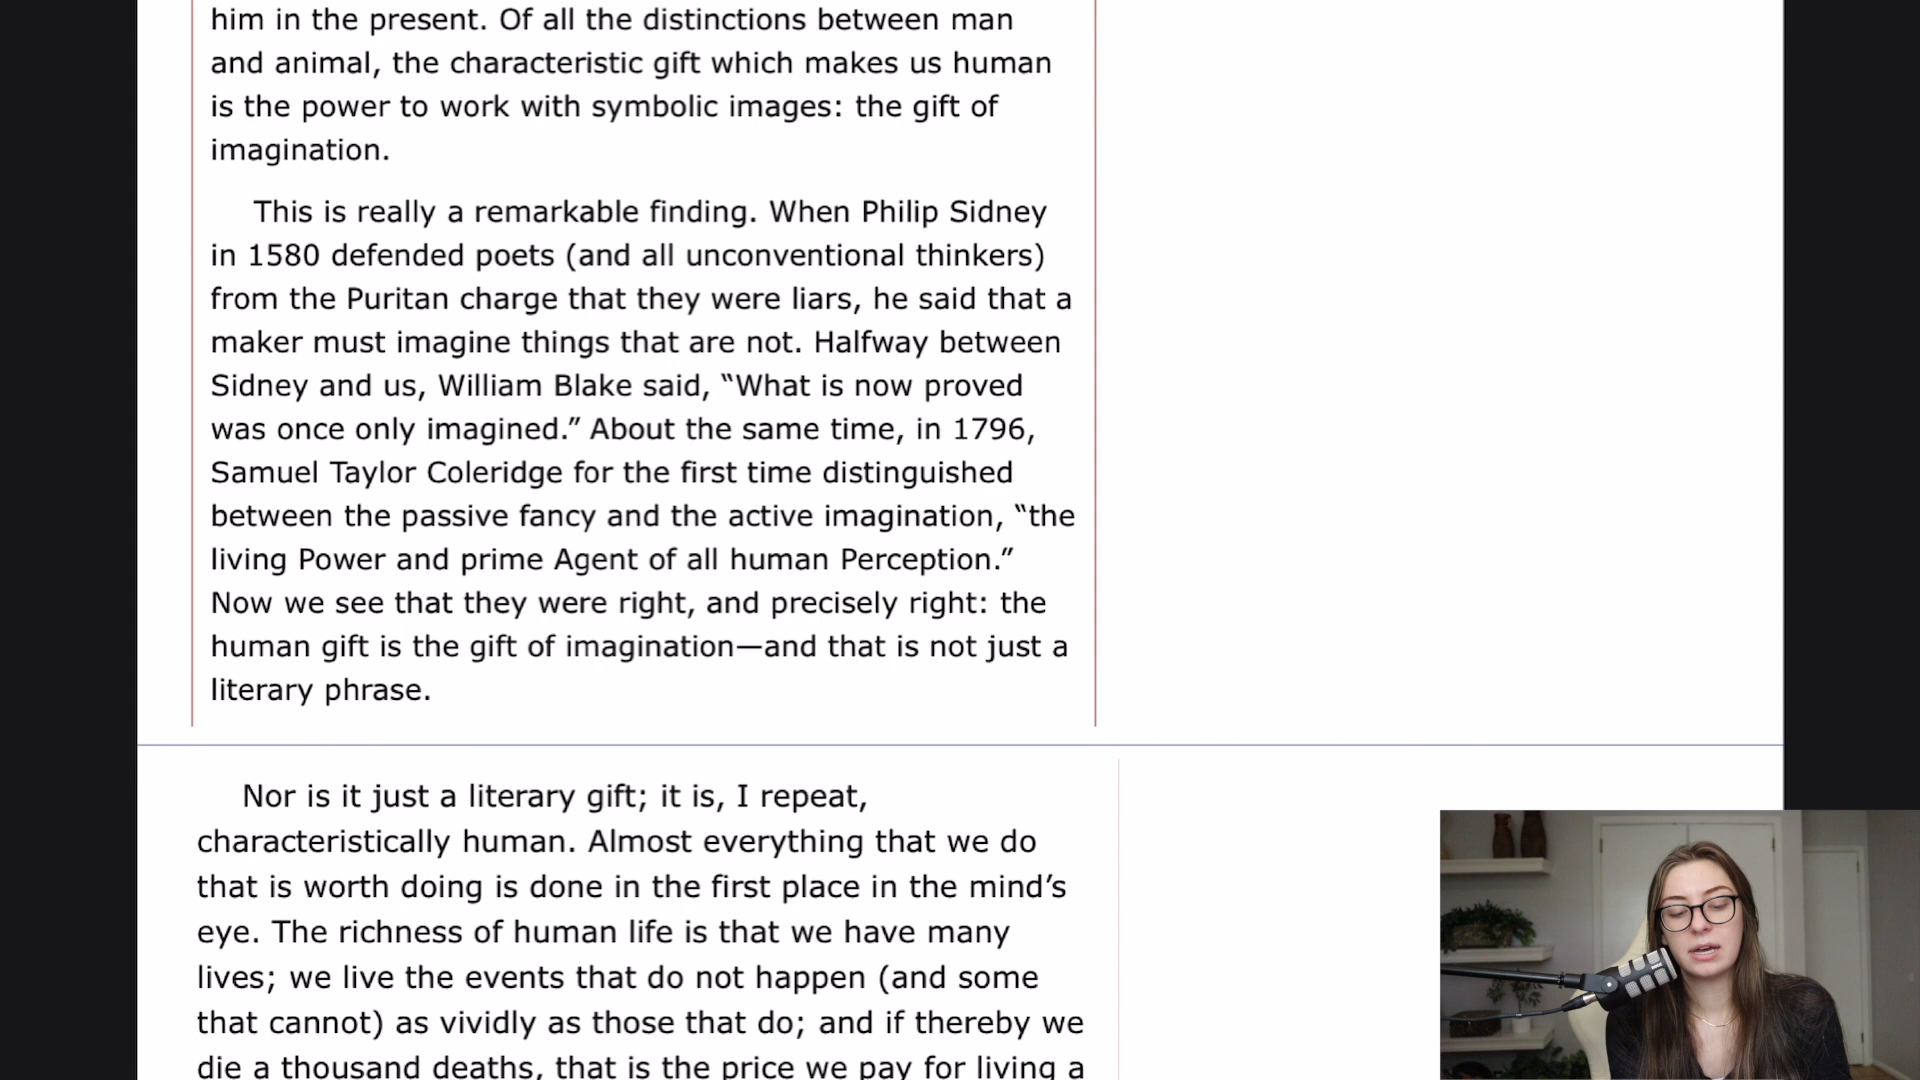 him in the present. Of all the distinctions between man
and animal, the characteristic gift which makes us human
is the power to work with symbolic images: the gift of
imagination.
This is really a remarkable finding. When Philip Sidney
in 1580 defended poets (and all unconventional thinkers)
from the Puritan charge that they were liars, he said that a
maker must imagine things that are not. Halfway between
Sidney and us, William Blake said, “What is now proved
was once only imagined.” About the same time, in 1796,
Samuel Taylor Coleridge for the first time distinguished
between the passive fancy and the active imagination, “the
living Power and prime Agent of all human Perception.”
Now we see that they were right, and precisely right: the
human gift is the gift of imagination—and that is not just a
literary phrase.
Nor is it just a literary gift; it is, I repeat,
characteristically human. Almost everything that we do
that is worth doing is done in the first place in the mind’s
eye. The richness of human life is that we have many
lives; we live the events that do not happen (and some
that cannot) as vividly as those that do; and if thereby we
die a thousand deaths, that is the price we pay for living a